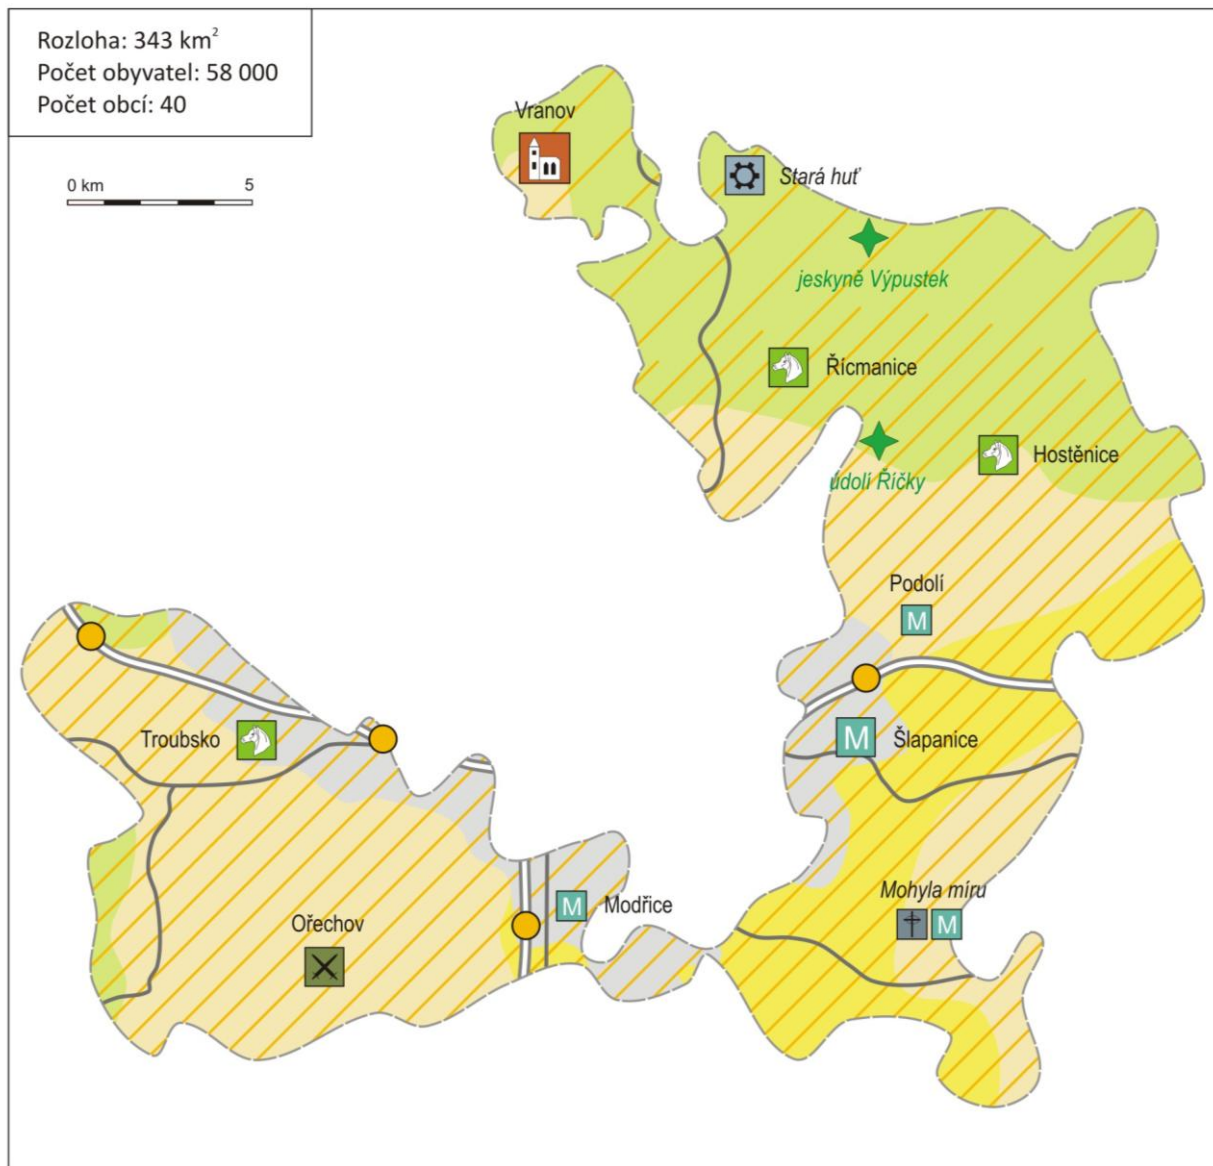 Rozloha: 343 km²
Počet obyvatel: 58 000
Počet obcí: 40
0 km 5
Vranov
Stará huť
jeskyně Výpustek
Řícmanice
Hostěnice
údolí Říčky
Podolí
M
Troubsko
M
Šlapanice
Mohyla míru
M
Modřice
M
Ořechov